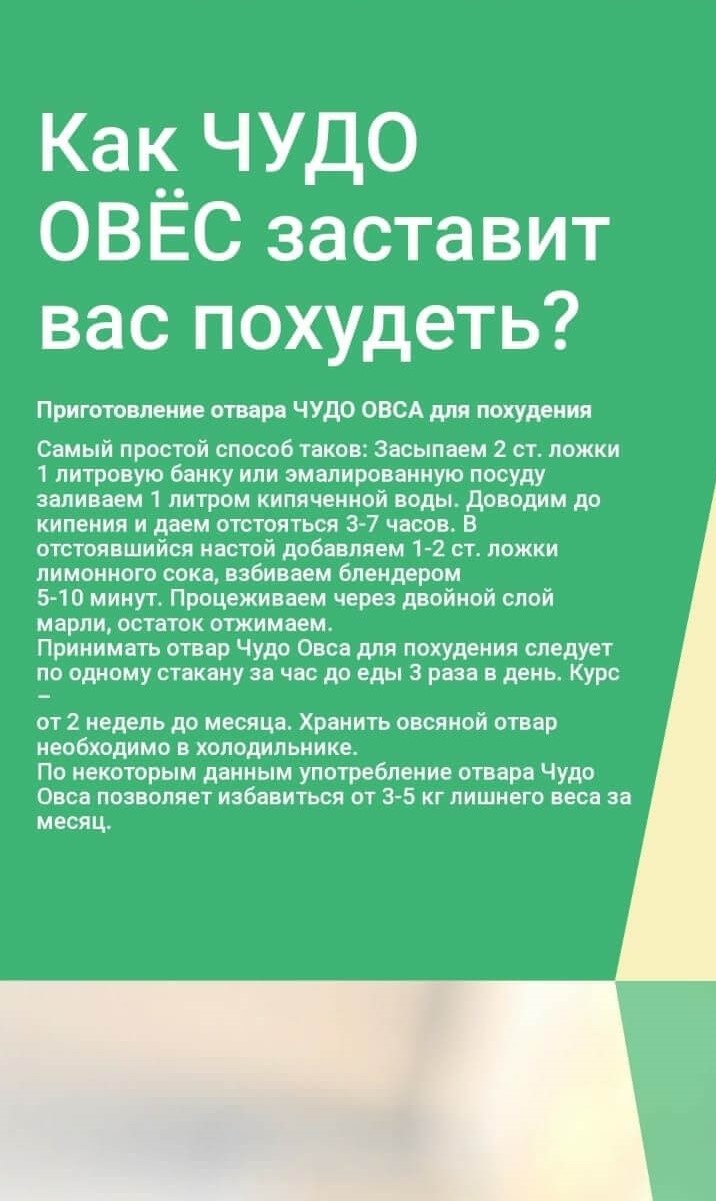 Как ЧУДО
ОВЁС заставит
вас похудеть?
Приготовление отвара ЧУДО ОВСА для похудения
Самый простой способ таков: Засыпаем 2 ст. ложки
1 литровую банку или эмалированную посуду
заливаем 1 литром кипяченной воды. Доводим до
кипения и даем отстояться 3-7 часов. В
отстоявшийся настой добавляем 1-2 ст. ложки
лимонного сока, взбиваем блендером
5-10 минут. Процеживаем через двойной слой
марли, остаток отжимаем.
Принимать отвар Чудо Овса для похудения следует
по одному стакану за час до еды 3 раза в день. Курс
–
от 2 недель до месяца. Хранить овсяной отвар
необходимо в холодильнике.
По некоторым данным употребление отвара Чудо
Овса позволяет избавиться от 3-5 кг лишнего веса за
месяц.